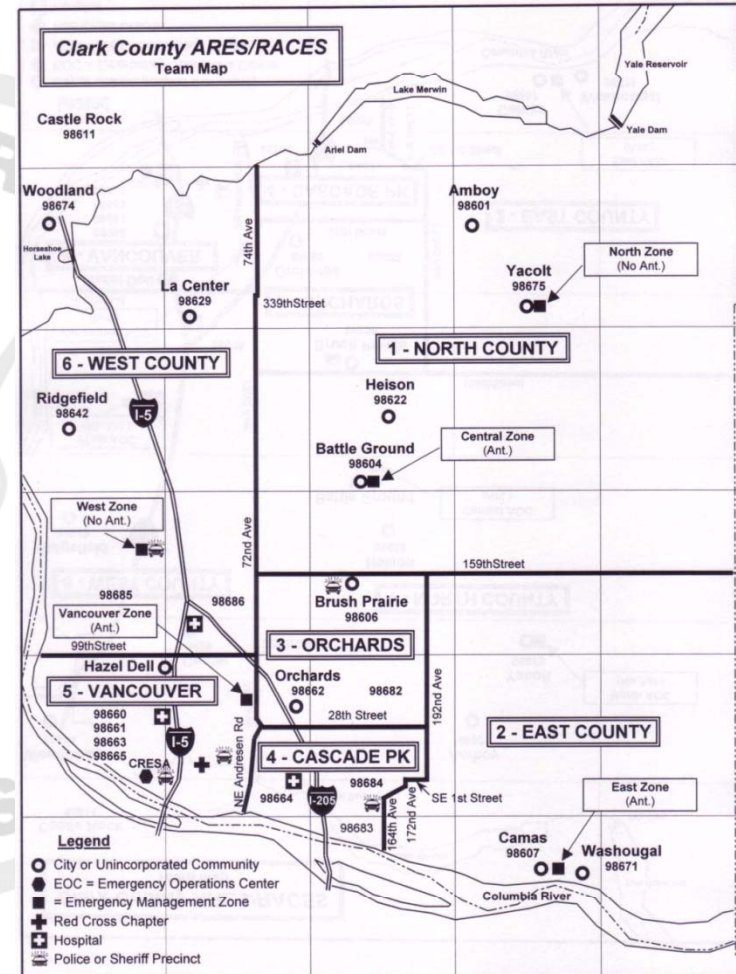 Clark County ARES/RACES
Team Map
Yale Reservoir
Lake Merwin
Yale Dam
Castle Rock
98611
Ariel Dam
Woodland
98674
Amboy
98601
Horseshoe
Lake
74th Ave
North Zone
(No Ant.)
Yacolt
98675
La Center
98629
339thStreet
1 - NORTH COUNTY
6 - WEST COUNTY
Heison
98622
Ridgefield
98642
I-5
Battle Ground
98604
Central Zone
(Ant.)
West Zone
(No Ant.)
72nd Ave
159thStreet
98685
98686
Brush Prairie
98606
Vancouver Zone
(Ant.)
99thStreet
3 - ORCHARDS
Hazel Dell
Orchards
98662
98682
192nd Ave
5 - VANCOUVER
98660
98661
98663
98665
28th Street
2 - EAST COUNTY
I-5
NE Andresen Rd
4 - CASCADE PK
CRESA
98664
I-205
98684
SE 1st Street
172nd Ave
164th Ave
98683
East Zone
(Ant.)
Camas
98607
Washougal
98671
Columbia River
Legend
City or Unincorporated Community
EOC = Emergency Operations Center
= Emergency Management Zone
Red Cross Chapter
Hospital
Police or Sheriff Precinct